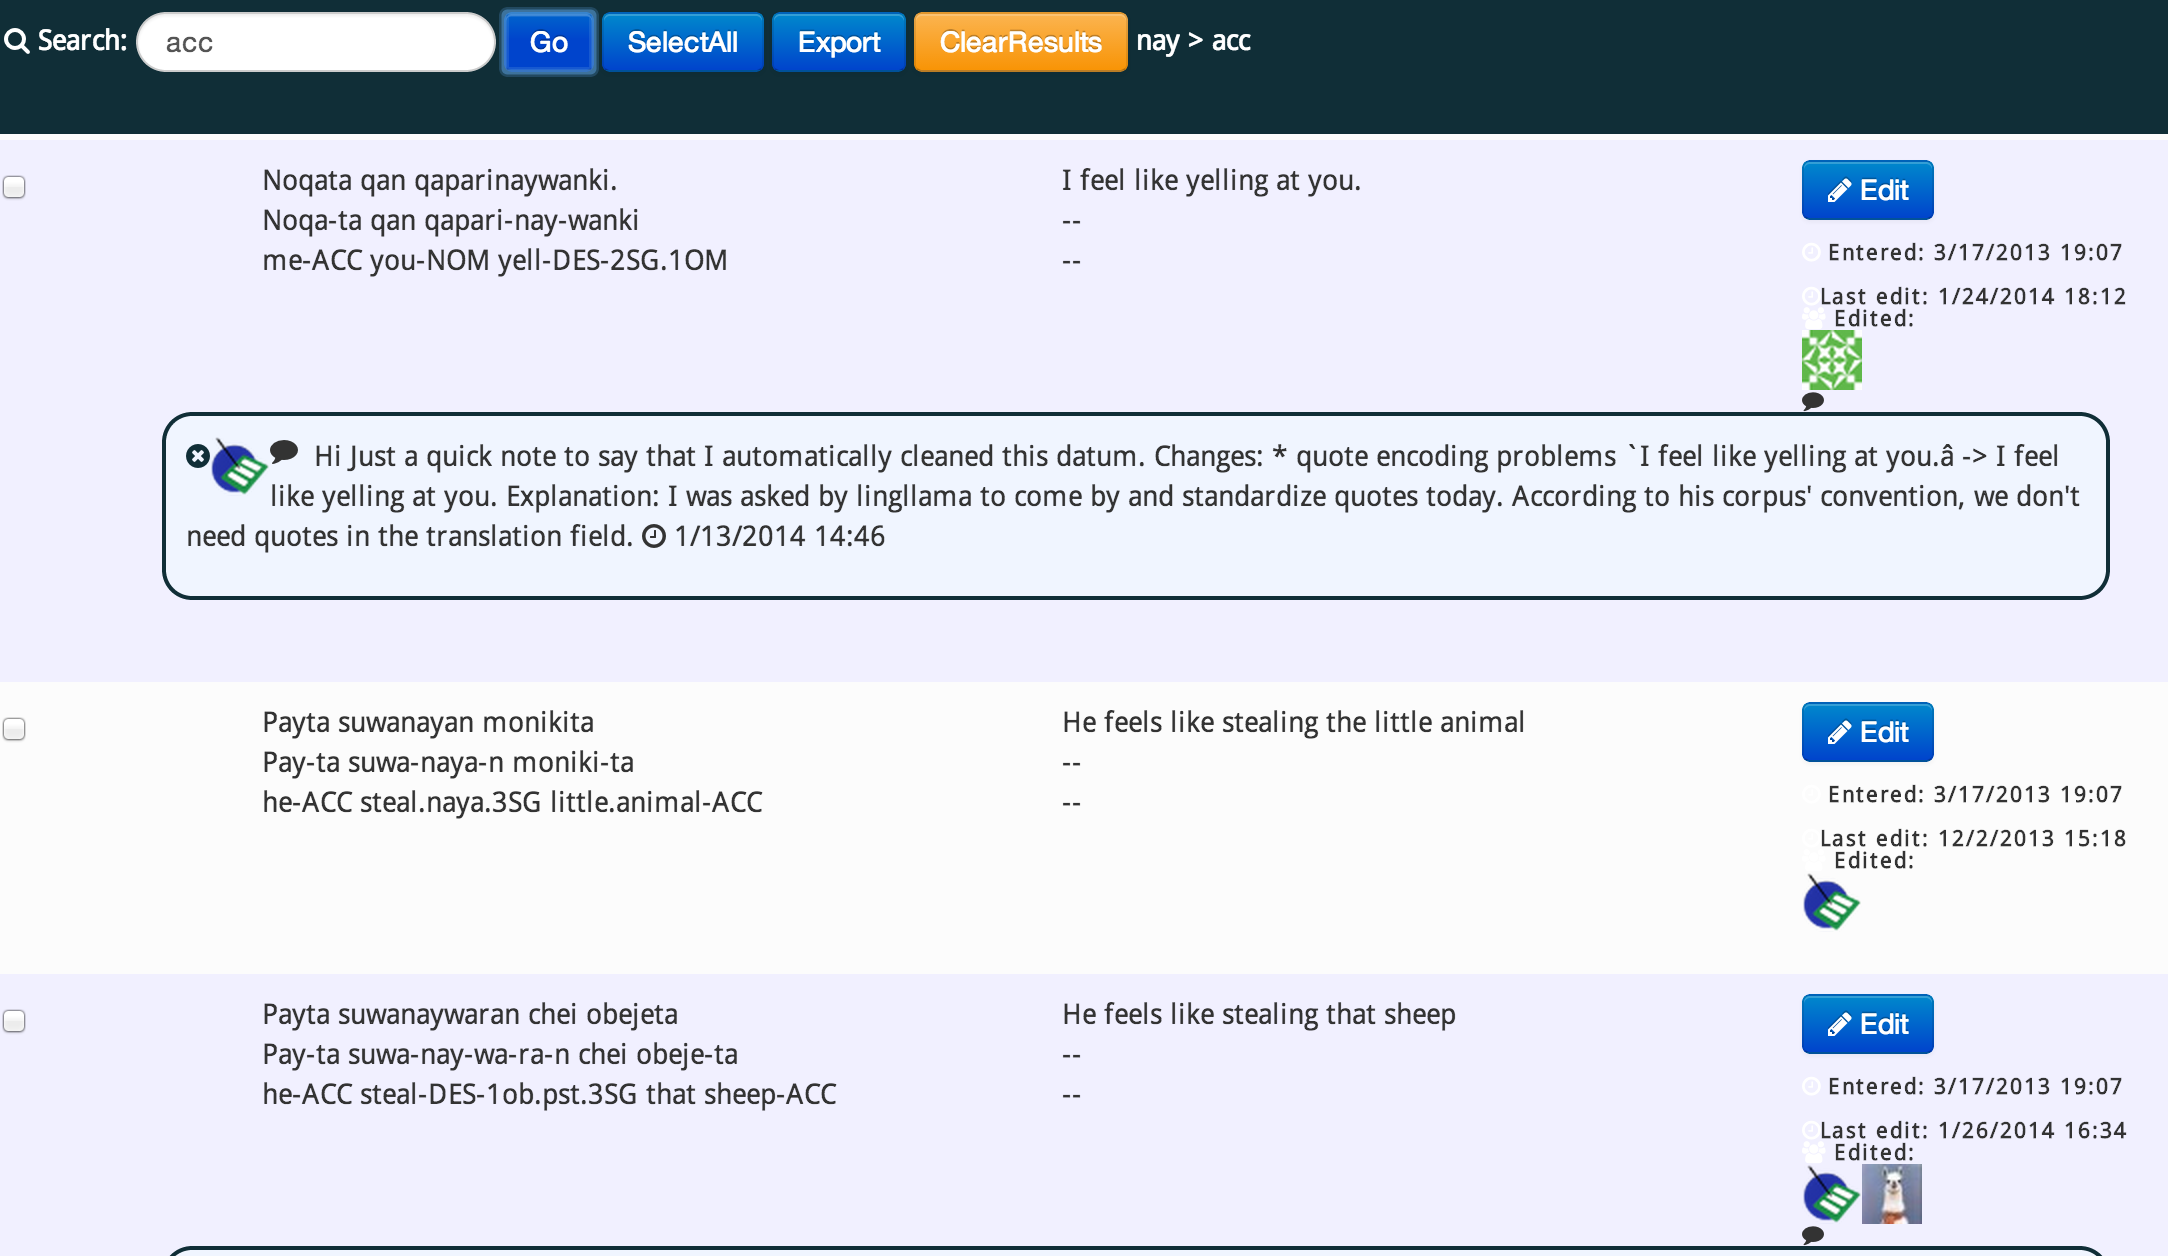 Search: acc Go SelectAll Export ClearResults nay > acc
Noqata qan qaparinaywanki.
Noqa-ta qan qapari-nay-wanki
me-ACC you-NOM yell-DES-2SG.1OM
I feel like yelling at you.
--
--
Edit
Entered: 3/17/2013 19:07
Last edit: 1/24/2014 18:12
Edited:
Hi Just a quick note to say that I automatically cleaned this datum. Changes: * quote encoding problems `I feel like yelling at you.â -> I feel
like yelling at you. Explanation: I was asked by lingllama to come by and standardize quotes today. According to his corpus' convention, we don't
need quotes in the translation field. 1/13/2014 14:46
Payta suwanayan monikita
Pay-ta suwa-naya-n moniki-ta
he-ACC steal.naya.3SG little.animal-ACC
He feels like stealing the little animal
--
--
Edit
Entered: 3/17/2013 19:07
Last edit: 12/2/2013 15:18
Edited:
Payta suwanaywaran chei obejeta
Pay-ta suwa-nay-wa-ra-n chei obeje-ta
he-ACC steal-DES-1ob.pst.3SG that sheep-ACC
He feels like stealing that sheep
--
--
Edit
Entered: 3/17/2013 19:07
Last edit: 1/26/2014 16:34
Edited: